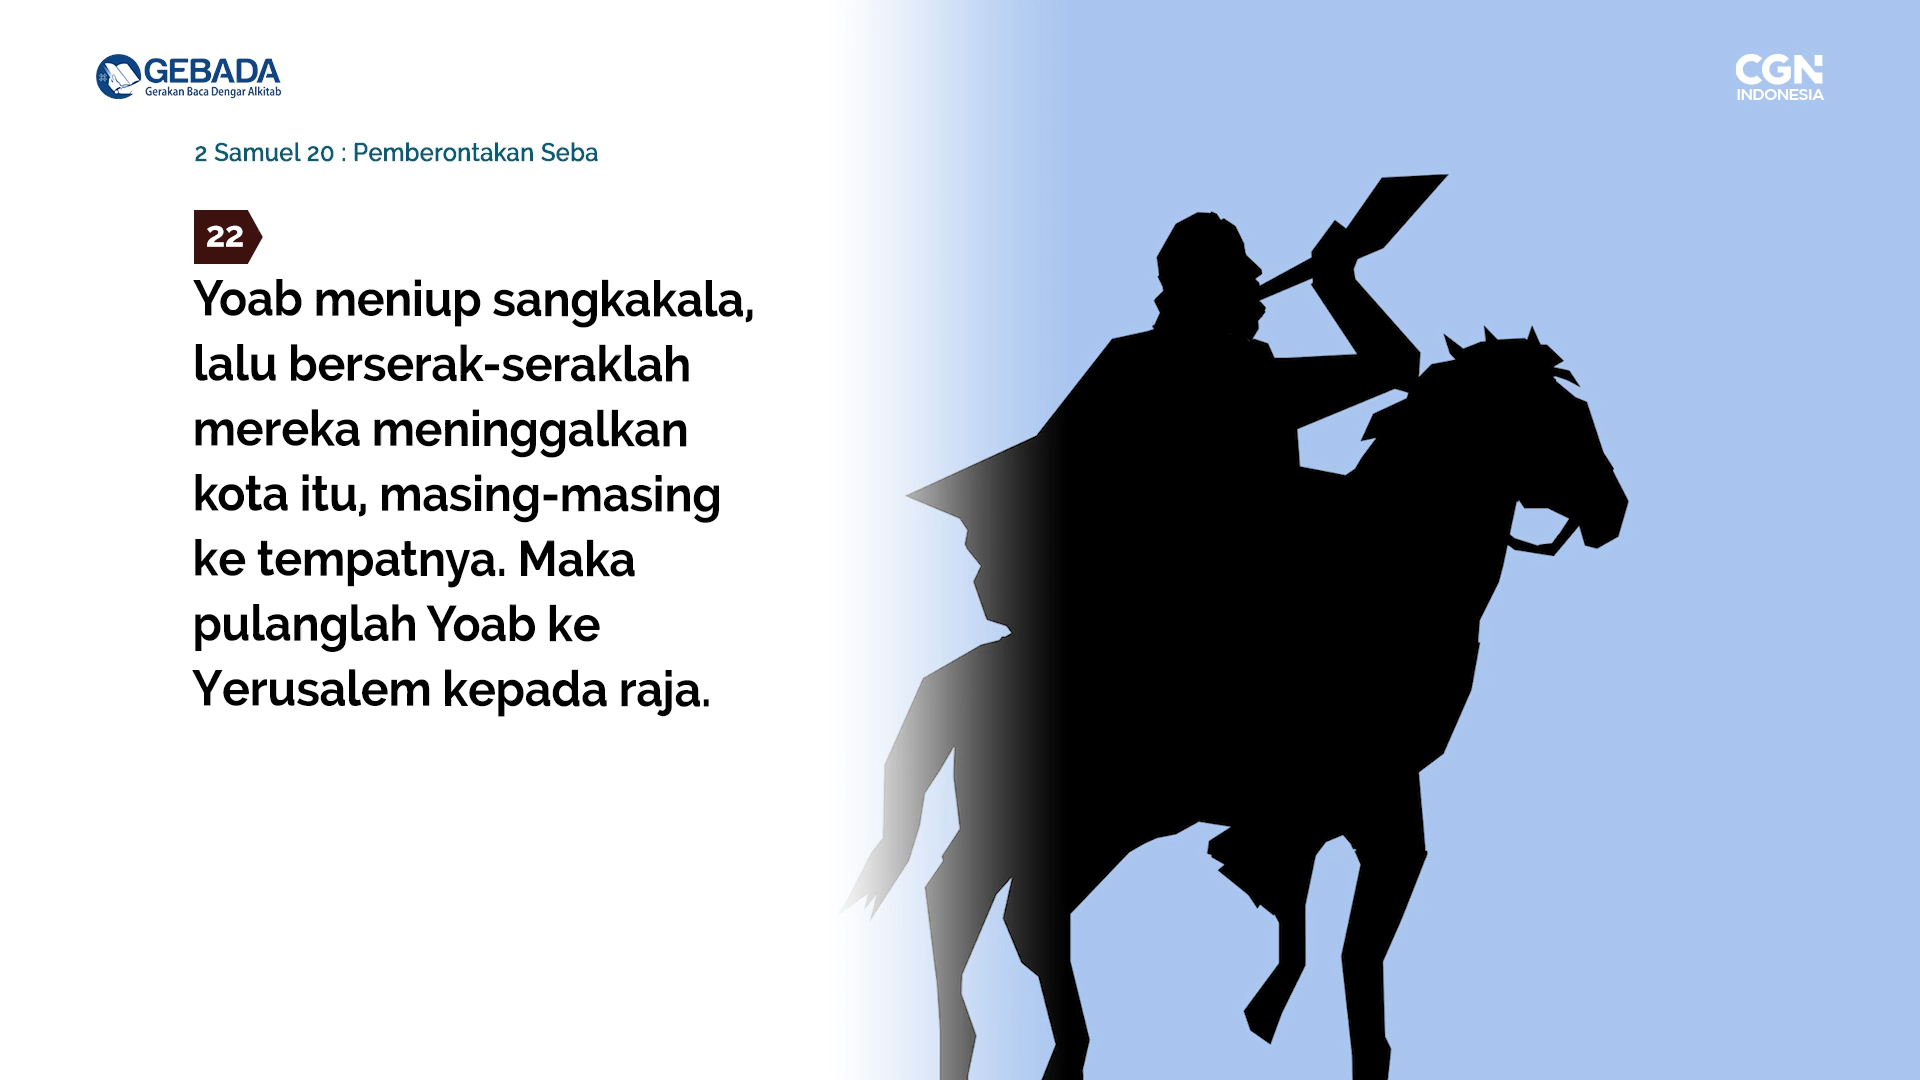 GEBADA
Gerakan Baca Dengar Alkitab
CGN
INDONESIA
2 Samuel 20 : Pemberontakan Seba
22
Yoab meniup sangkakala,
lalu berserak-seraklah
mereka meninggalkan
kota itu, masing-masing
ke tempatnya. Maka
pulanglah Yoab ke
Yerusalem kepada raja.